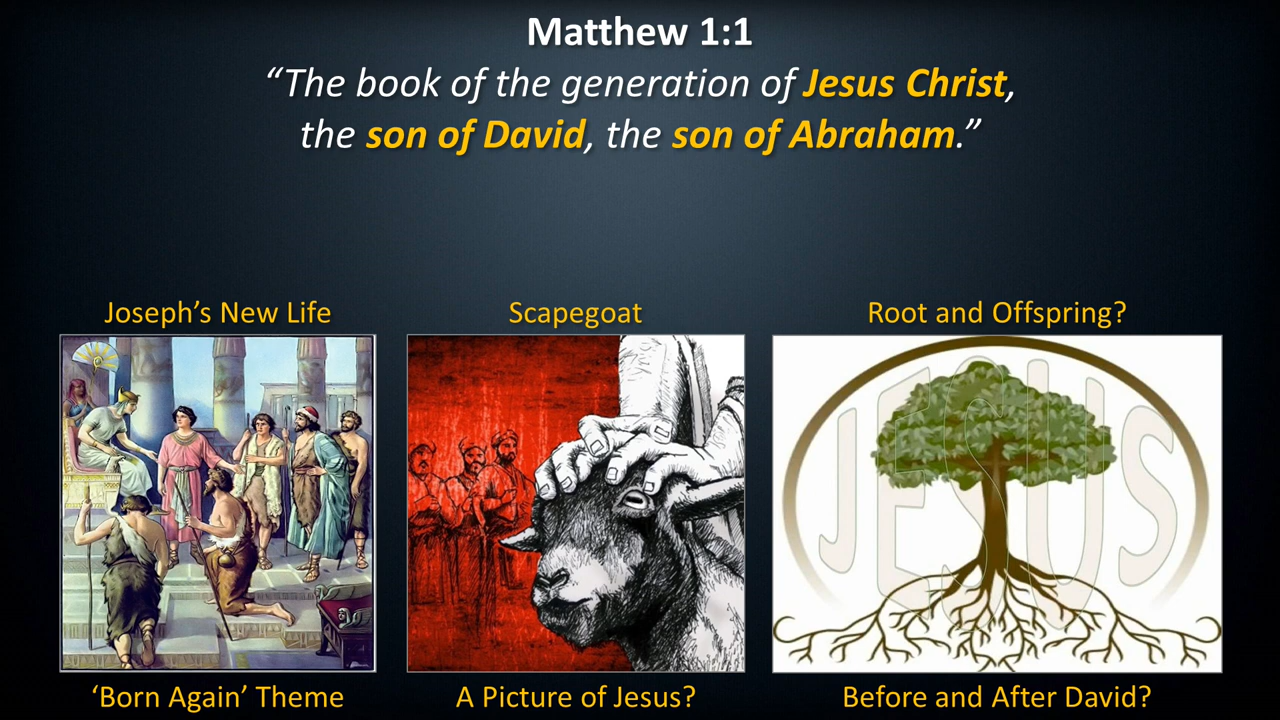 Matthew 1:1
“The book of the generation of Jesus Christ,
the son of David, the son of Abraham.”
Joseph’s New Life
Scapegoat
Root and Offspring?
JESUS
‘Born Again’ Theme
A Picture of Jesus?
Before and After David?